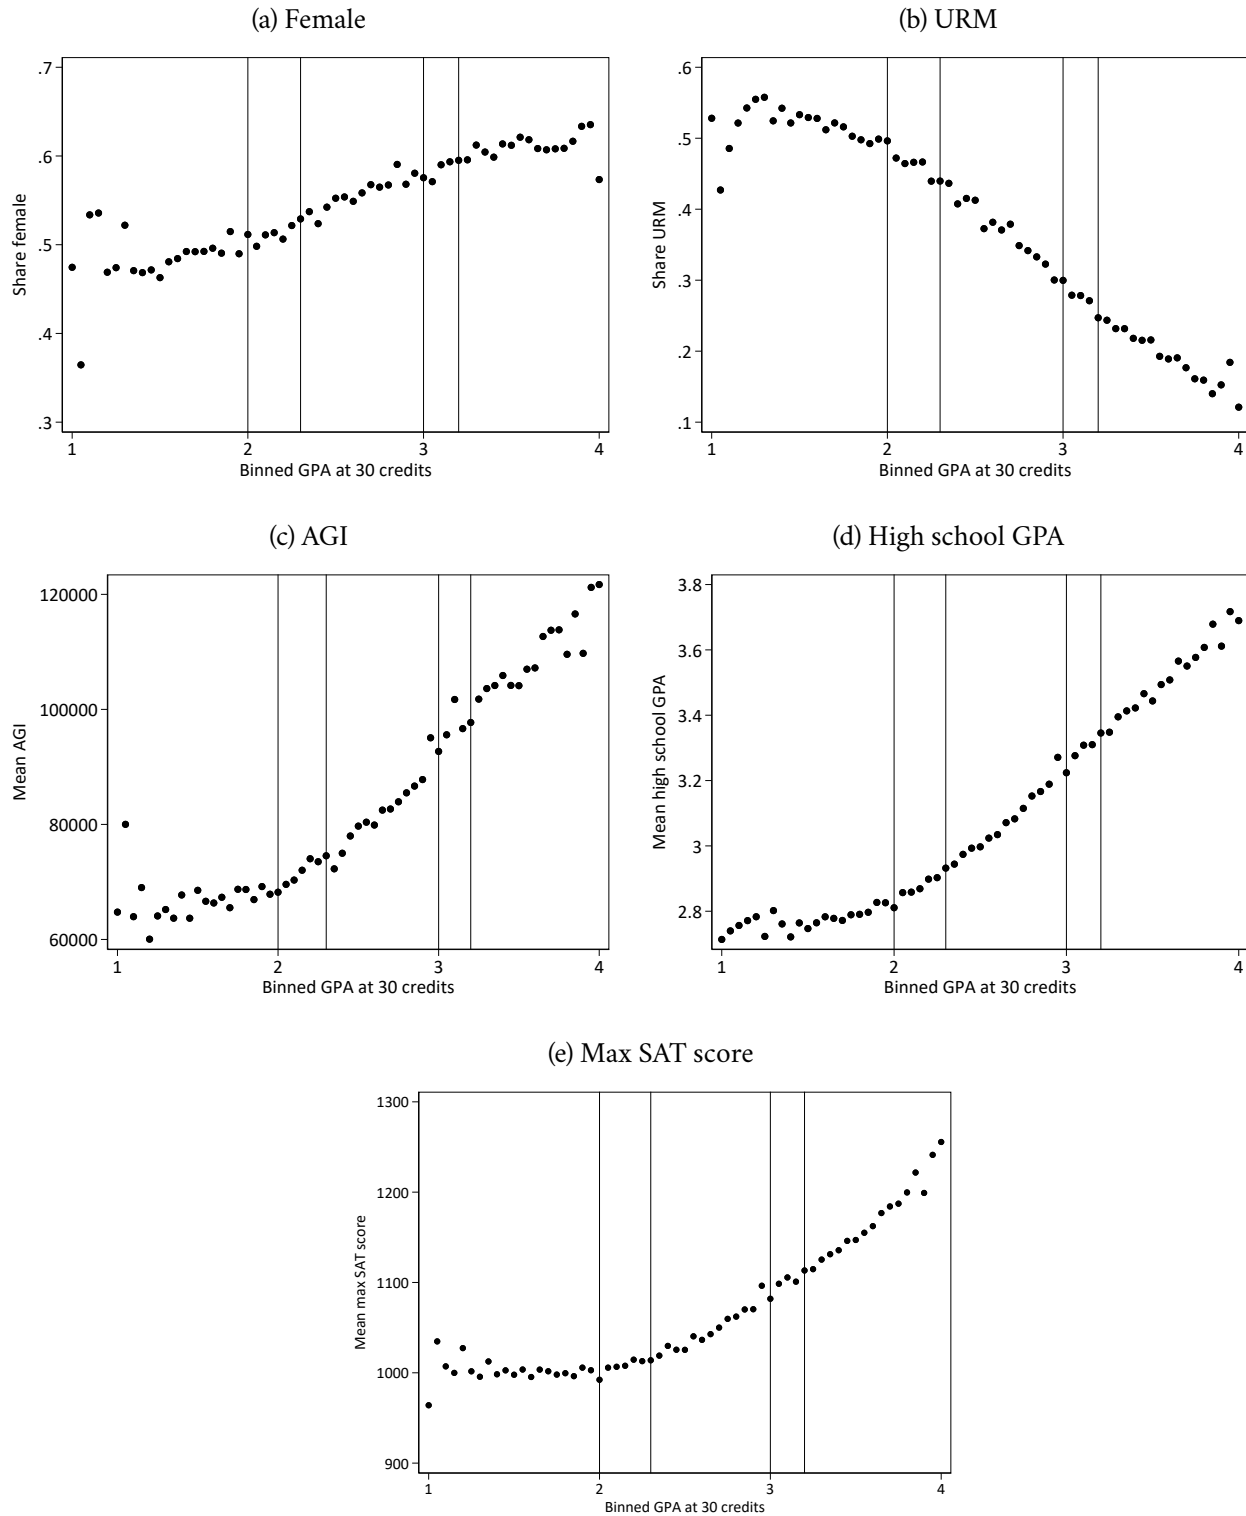 (a) Female
.7
.6
.5
.4
.3
Share female
1 2 3 4
Binned GPA at 30 credits
(b) URM
.6
.5
.4
.3
.2
.1
Share URM
1 2 3 4
Binned GPA at 30 credits
(c) AGI
120000
100000
80000
60000
Mean AGI
1 2 3 4
Binned GPA at 30 credits
(d) High school GPA
3.8
3.6
3.4
3.2
3
2.8
Mean high school GPA
1 2 3 4
Binned GPA at 30 credits
(e) Max SAT score
1300
1200
1100
1000
900
Mean max SAT score
1 2 3 4
Binned GPA at 30 credits